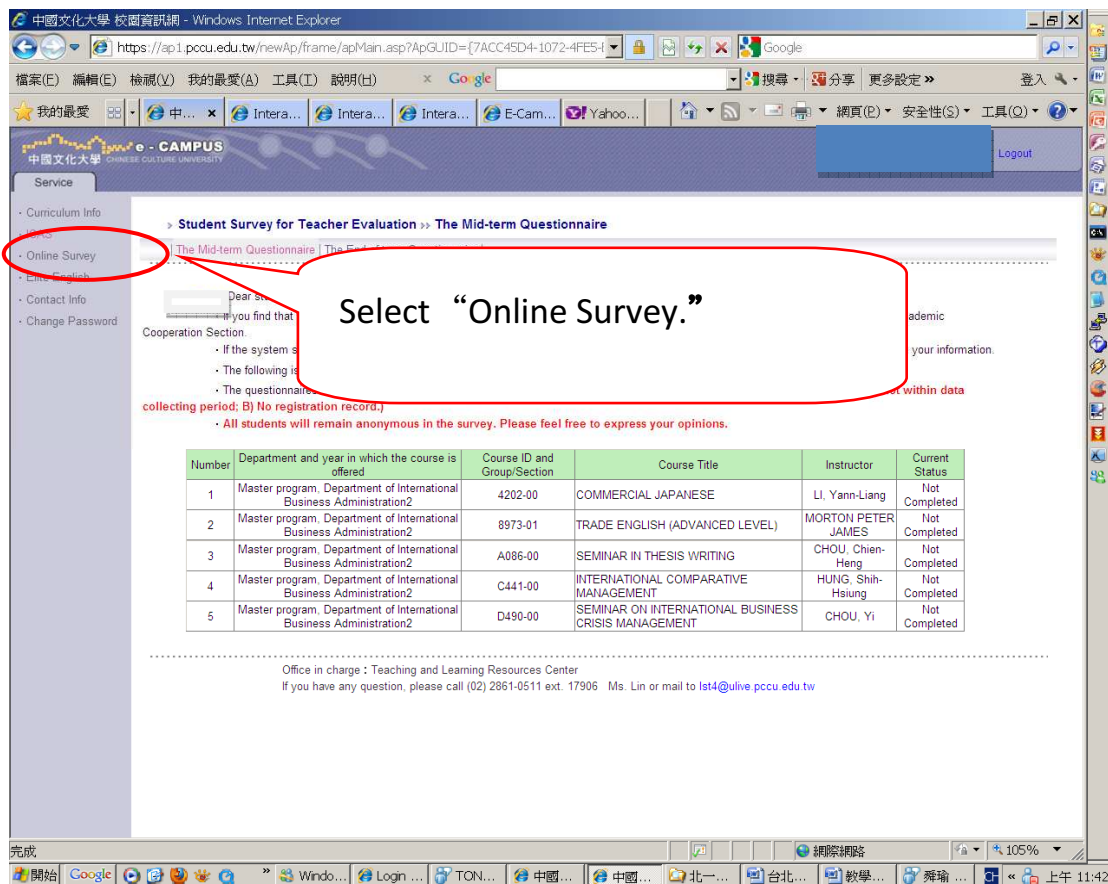 中國文化大學 校園資訊網 - Windows Internet Explorer
https://ap1.pccu.edu.tw/newAp/frame/apMain.asp?ApGUID={7ACC45D4-1072-4FE5-
Google
檔案(F) 編輯(E) 檢視(V) 我的最愛(A) 工具(T) 說明(H) x Google 搜尋 分享 更多設定 » 登入
我的最愛 中... Intera... Intera... Intera... E-Cam... Yahoo... 網頁(P) 安全性(S) 工具(O)
中國文化大學 CHINESE CULTURE UNIVERSITY e - CAMPUS
Logout
Service
· Curriculum Info
· Online Survey
· Elite English
· Contact Info
· Change Password
> Student Survey for Teacher Evaluation >> The Mid-term Questionnaire
| The Mid-term Questionnaire | The
Select “Online Survey.”
Dear
If you find that
ademic
Cooperation Section.
· If the system
your information.
· The following is
· The questionnaires
within data
collecting period; B) No registration record.)
· All students will remain anonymous in the survey. Please feel free to express your opinions.
Number Department and year in which the course is offered Course ID and Group/Section Course Title Instructor Current Status
1 Master program, Department of International Business Administration2 4202-00 COMMERCIAL JAPANESE LI, Yann-Liang Not Completed
2 Master program, Department of International Business Administration2 8973-01 TRADE ENGLISH (ADVANCED LEVEL) MORTON PETER JAMES Not Completed
3 Master program, Department of International Business Administration2 A086-00 SEMINAR IN THESIS WRITING CHOU, Chien-Heng Not Completed
4 Master program, Department of International Business Administration2 C441-00 INTERNATIONAL COMPARATIVE MANAGEMENT HUNG, Shih-Hsiung Not Completed
5 Master program, Department of International Business Administration2 D490-00 SEMINAR ON INTERNATIONAL BUSINESS CRISIS MANAGEMENT CHOU, Yi Not Completed
Office in charge : Teaching and Learning Resources Center
If you have any question, please call (02) 2861-0511 ext. 17906 Ms. Lin or mail to lst4@ulive.pccu.edu.tw
完成 網際網路 105%
開始 Google » Windo... Login ... TON... 中國... 中國... 北一... 台北... 教學... 舜瑜 ... « 上午 11:42